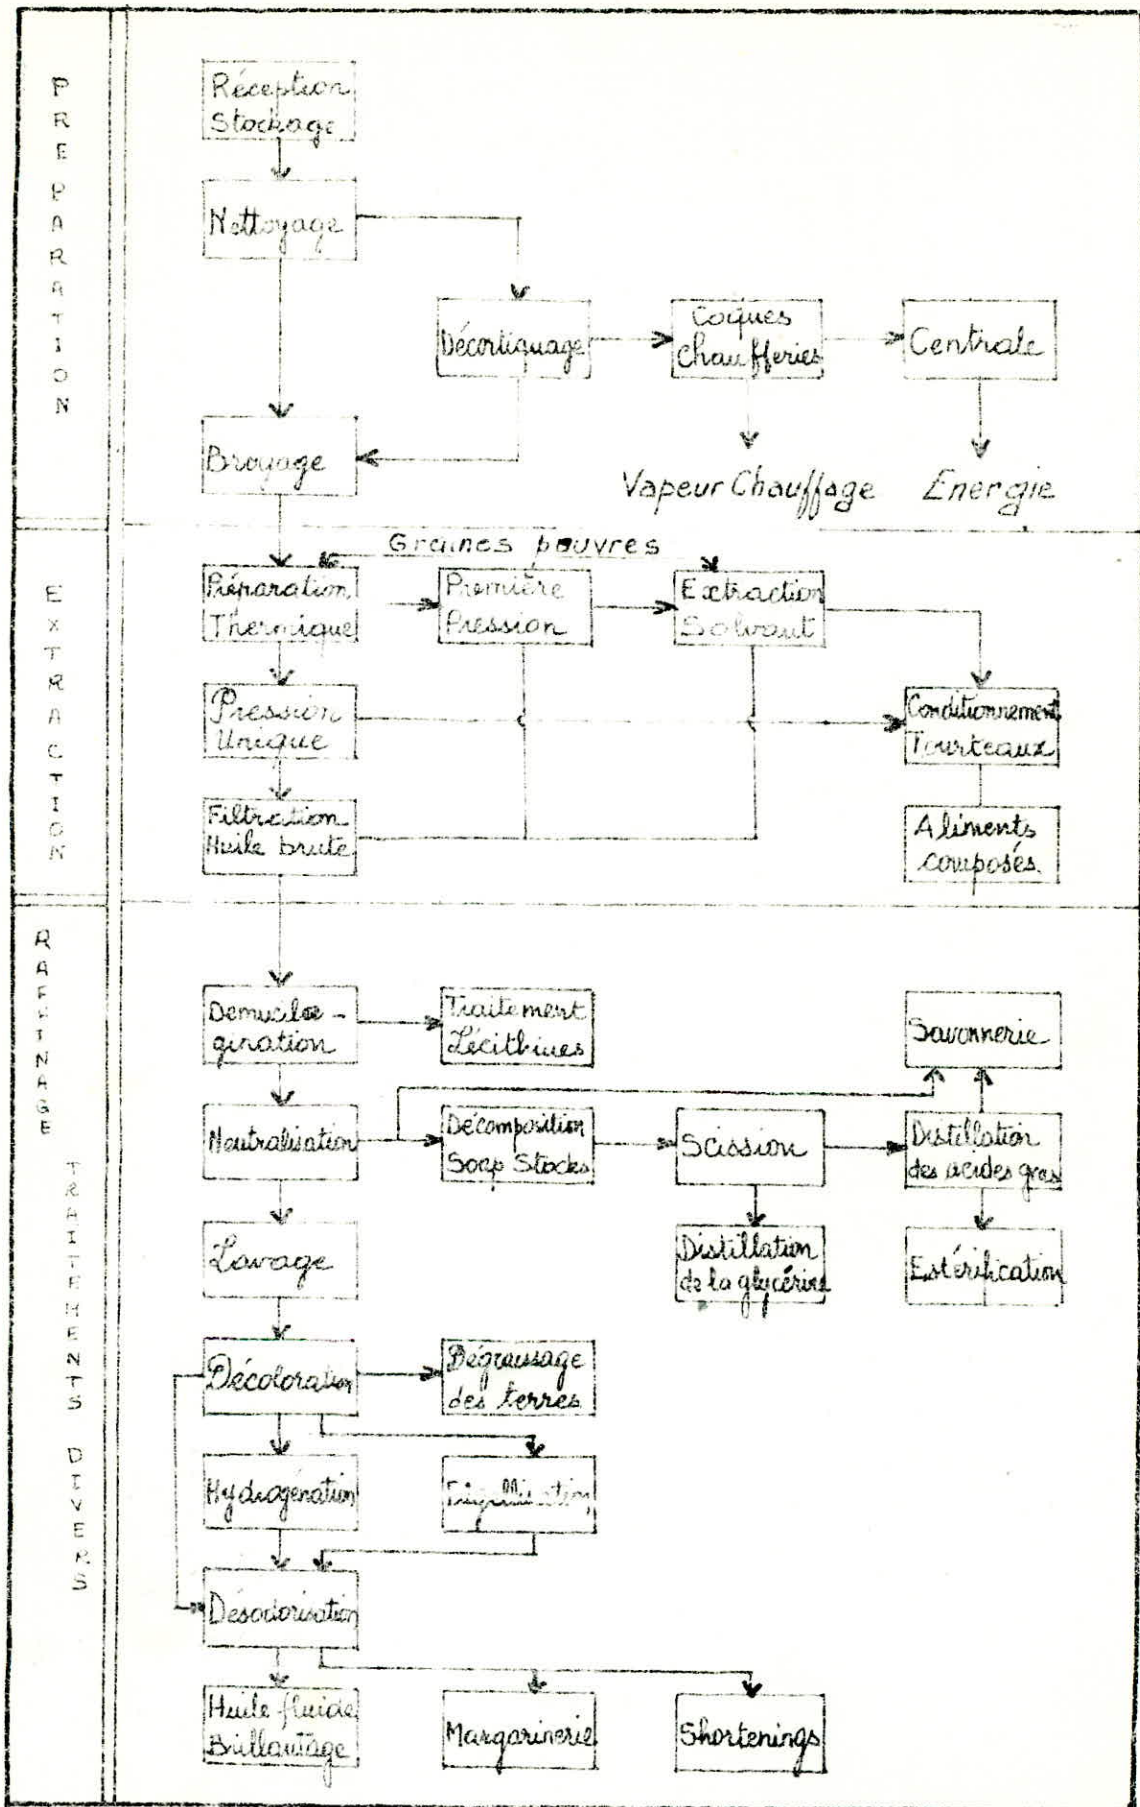 PREPARATION
Réception
Stockage
Nettoyage
Décortiquage
Coques
Chaufferies
Centrale
Broyage
Vapeur Chauffage
Energie
EXTRACTION
Graines pauvres
Préparation
Thermique
Première
Pression
Extraction
Solvant
Pression
Unique
Conditionnement
Tourteaux
Filtration
Huile brute
Aliments
composés.
RAFFINAGE
TRAITEMENTS DIVERS
Demucila-
gination
Traitement
Lécithines
Savonnerie
Neutralisation
Décomposition
Soap Stocks
Scission
Distillation
des acides gras
Lavage
Distillation
de la glycérine
Estérification
Décoloration
Dégraissage
des terres
Hydrogénation
Désodorisation
Huile fluide
Brillantage
Margarinerie
Shortenings